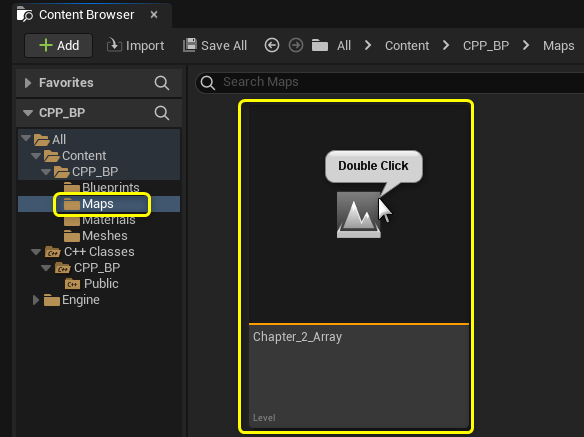 Content Browser
Add
Import
Save All
All
Content
CPP_BP
Maps
Favorites
Search Maps
CPP_BP
All
Content
CPP_BP
Blueprints
Maps
Materials
Meshes
C++ Classes
CPP_BP
Public
Engine
Double Click
Chapter_2_Array
Level